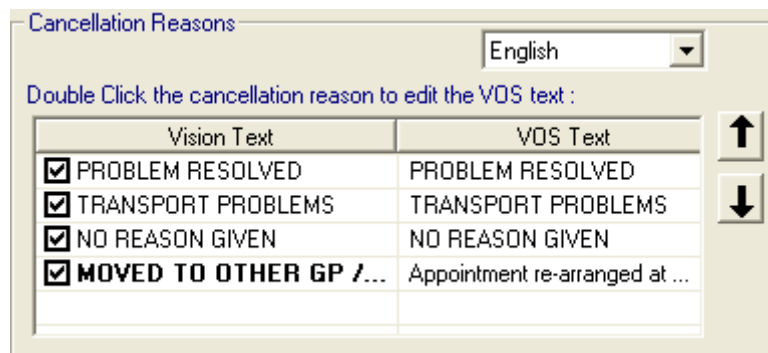 Cancellation Reasons
English
Double Click the cancellation reason to edit the VOS text :
Vision Text VOS Text
PROBLEM RESOLVED PROBLEM RESOLVED
TRANSPORT PROBLEMS TRANSPORT PROBLEMS
NO REASON GIVEN NO REASON GIVEN
MOVED TO OTHER GP /... Appointment re-arranged at ...